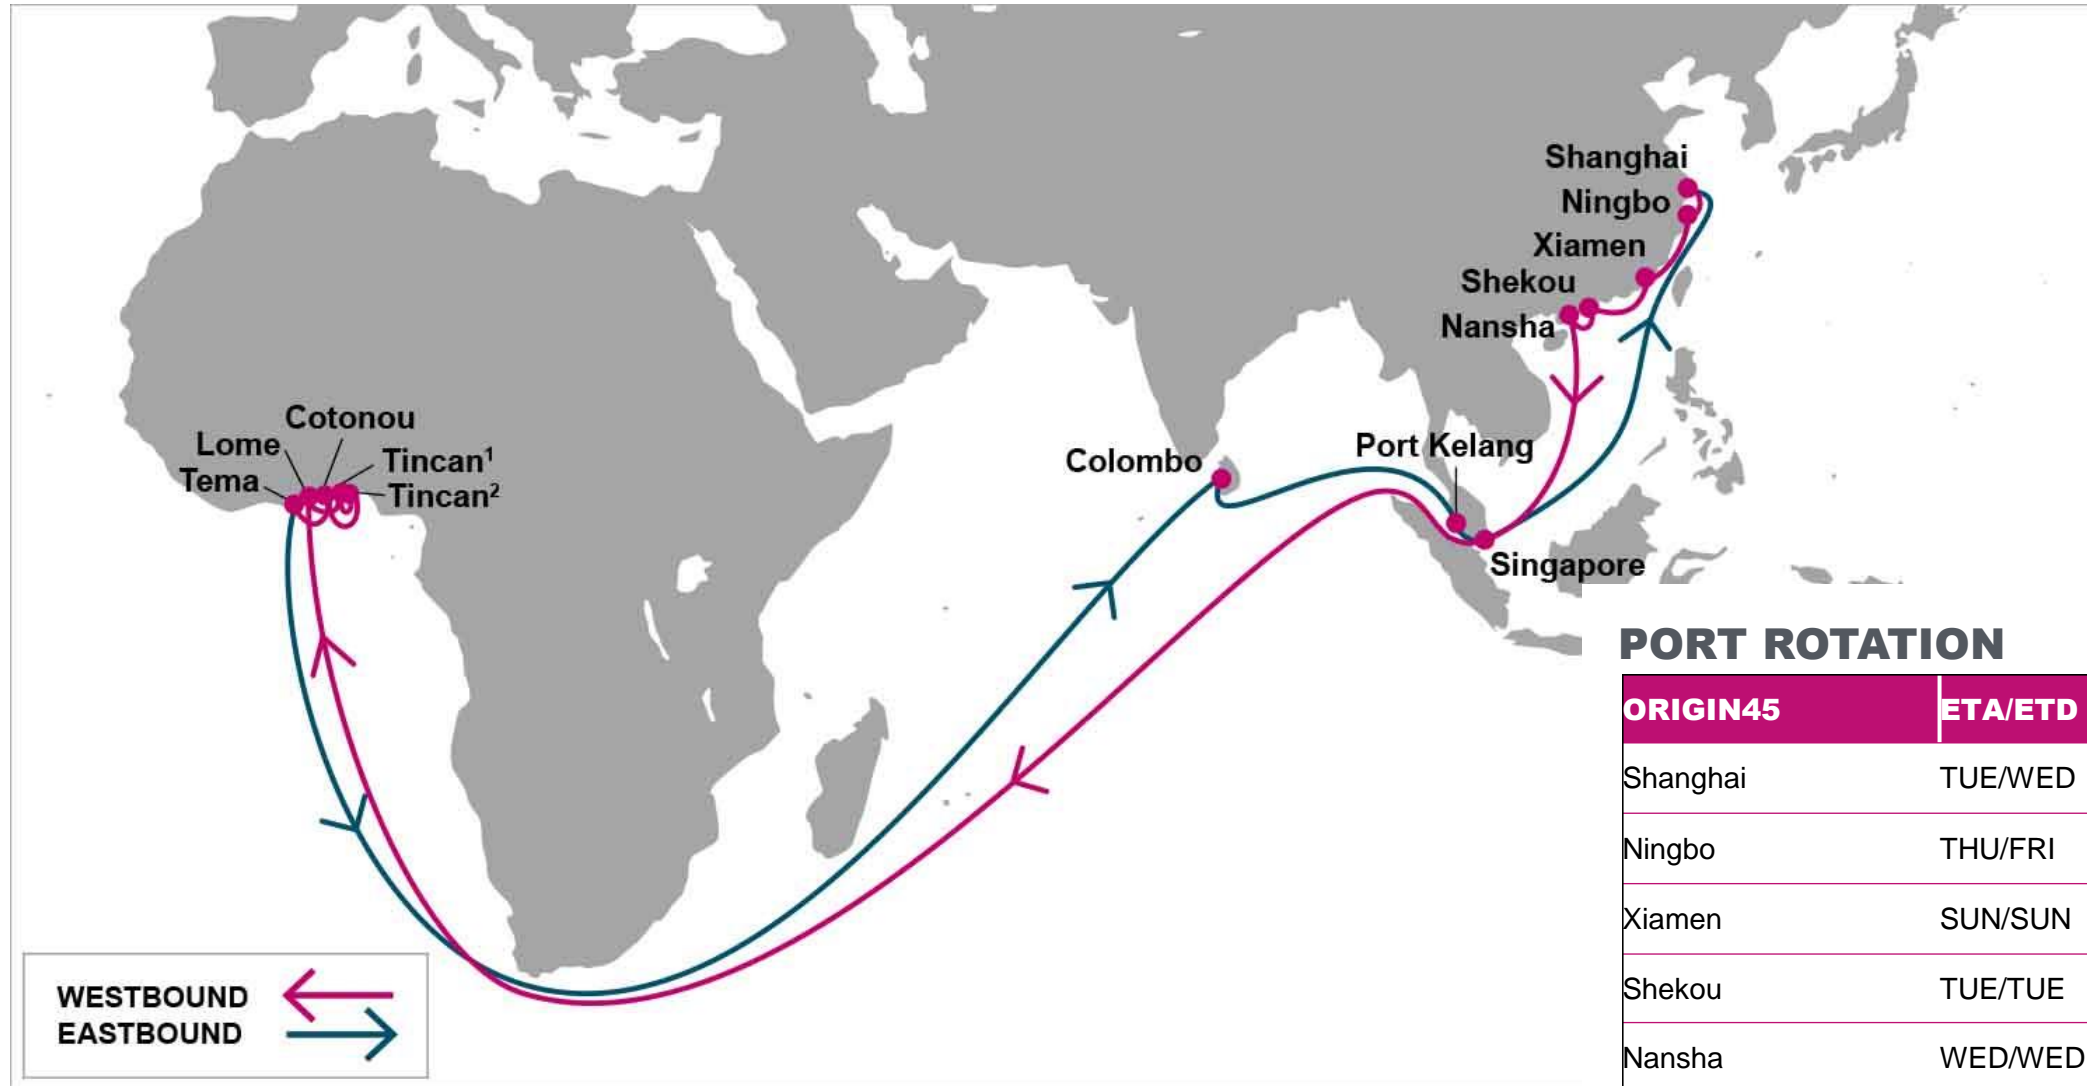 Shanghai
Ningbo
Xiamen
Shekou
Nansha
Cotonou
Lome
Tincan¹
Tema
Tincan²
Colombo
Port Kelang
Singapore
PORT ROTATION
ORIGIN45 ETA/ETD
Shanghai TUE/WED
Ningbo THU/FRI
Xiamen SUN/SUN
Shekou TUE/TUE
Nansha WED/WED
WESTBOUND
EASTBOUND